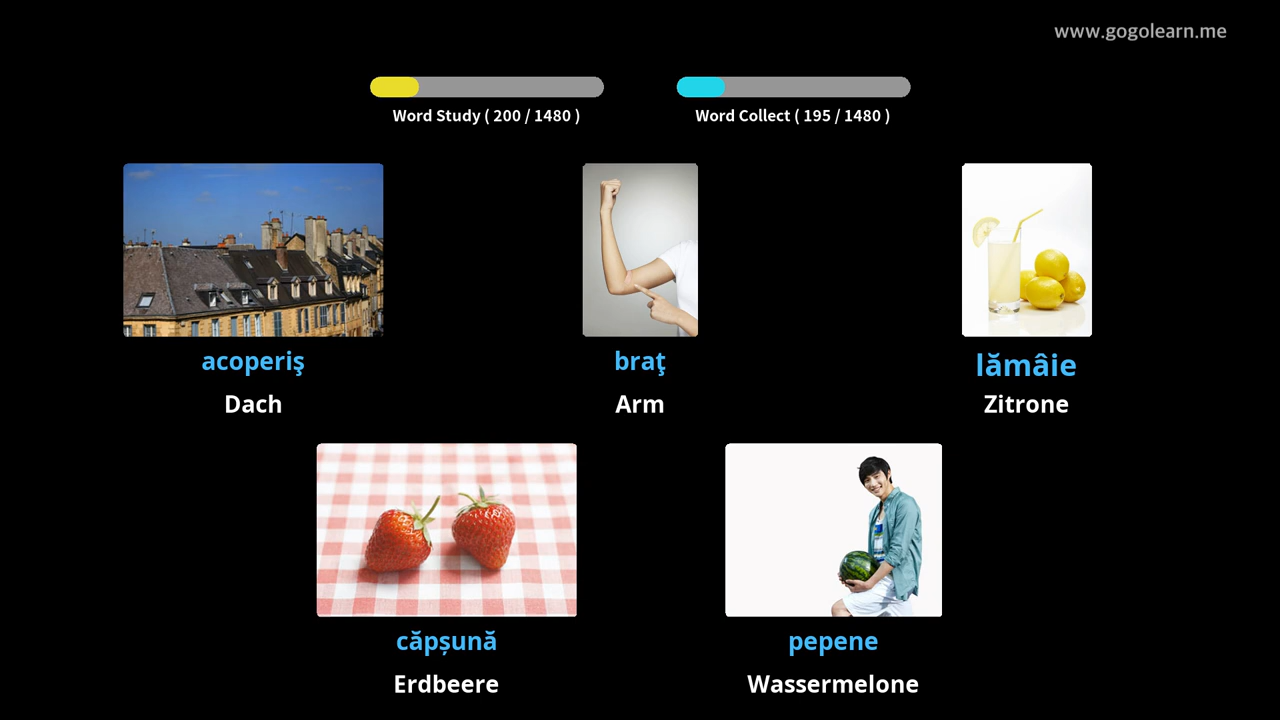 www.gogolearn.me
Word Study ( 200 / 1480 )
Word Collect ( 195 / 1480 )
acoperiş
braţ
lămâie
Dach
Arm
Zitrone
căpșună
pepene
Erdbeere
Wassermelone